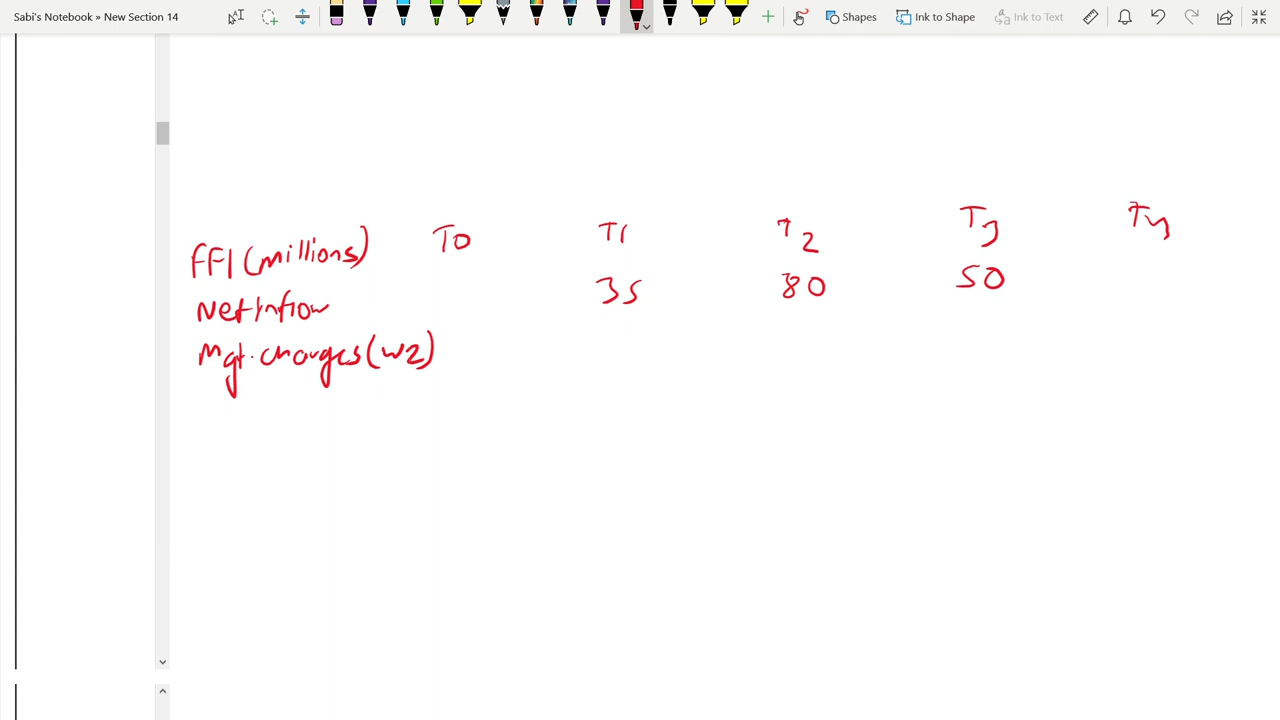 Sabi's Notebook » New Section 14
Shapes
Ink to Shape
Ink to Text
FFI (millions) T0 T1 T2 T3 T4
Net Inflow 35 80 50
Mgt. charges (W2)